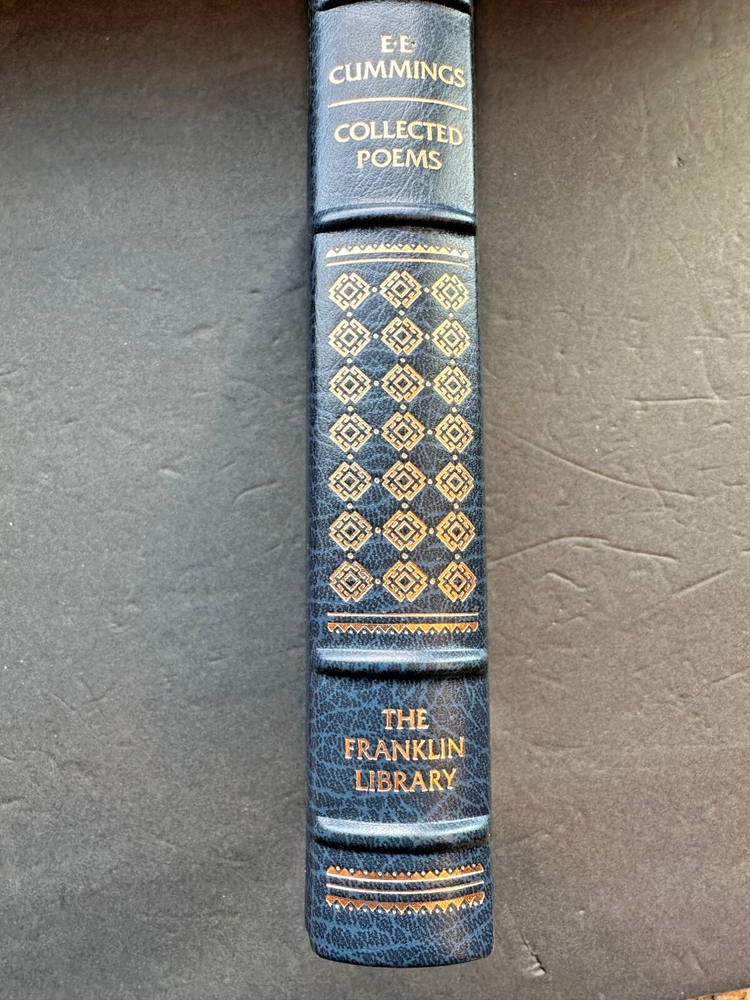 E·E·
CUMMINGS
COLLECTED
POEMS
THE
FRANKLIN
LIBRARY